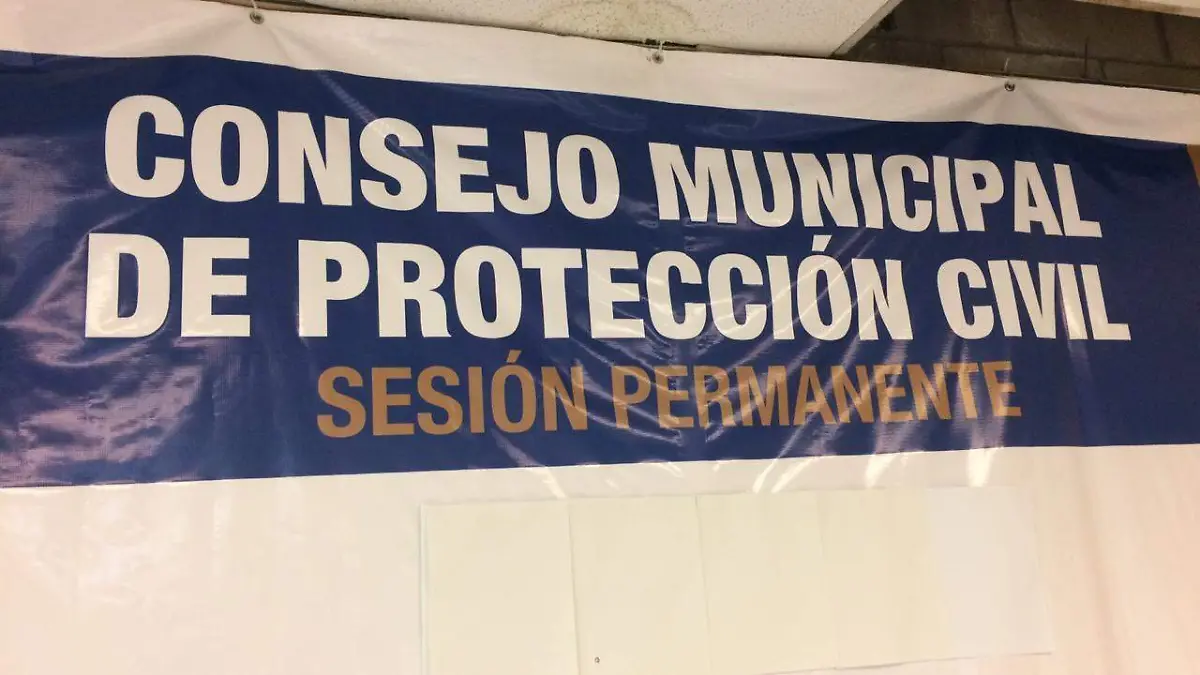 CONSEJO MUNICIPAL
DE PROTECCIÓN CIVIL
SESIÓN PERMANENTE